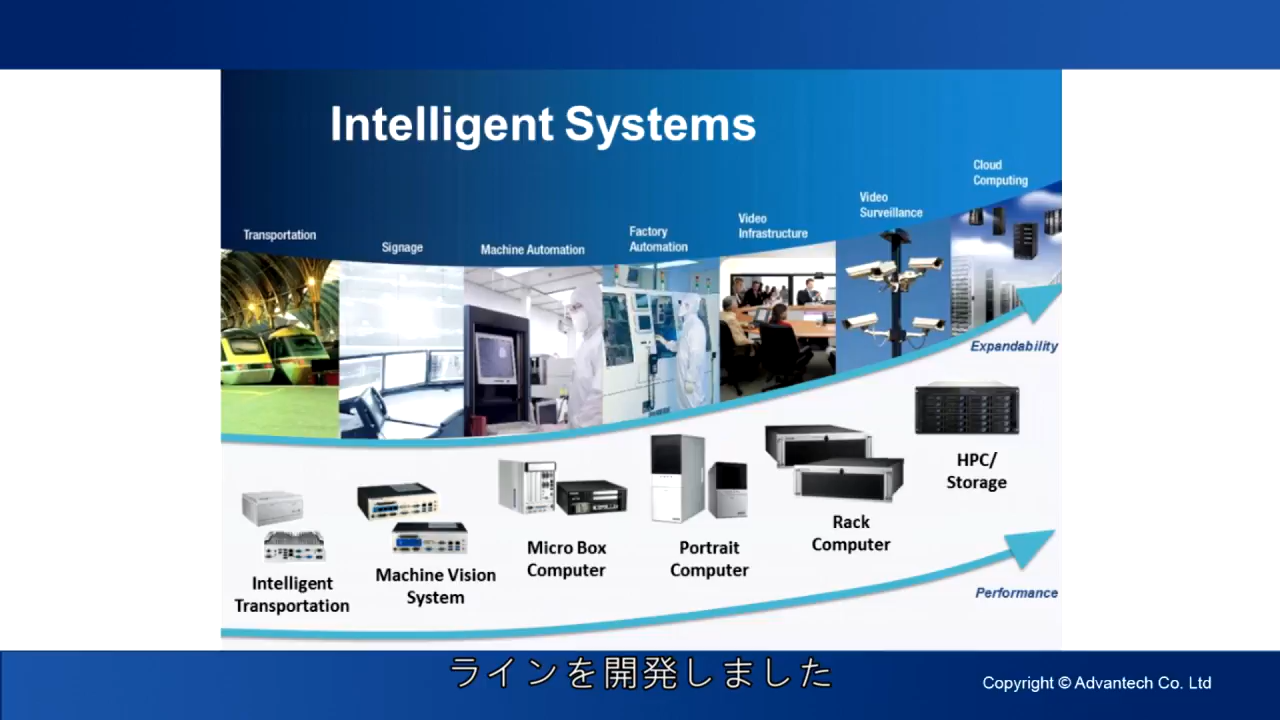 Intelligent Systems
Cloud
Computing
Video
Surveillance
Video
Infrastructure
Factory
Automation
Machine Automation
Signage
Transportation
Expandability
HPC/
Storage
Rack
Computer
Portrait
Computer
Micro Box
Computer
Machine Vision
System
Intelligent
Transportation
Performance
ラインを開発しました
Copyright © Advantech Co. Ltd